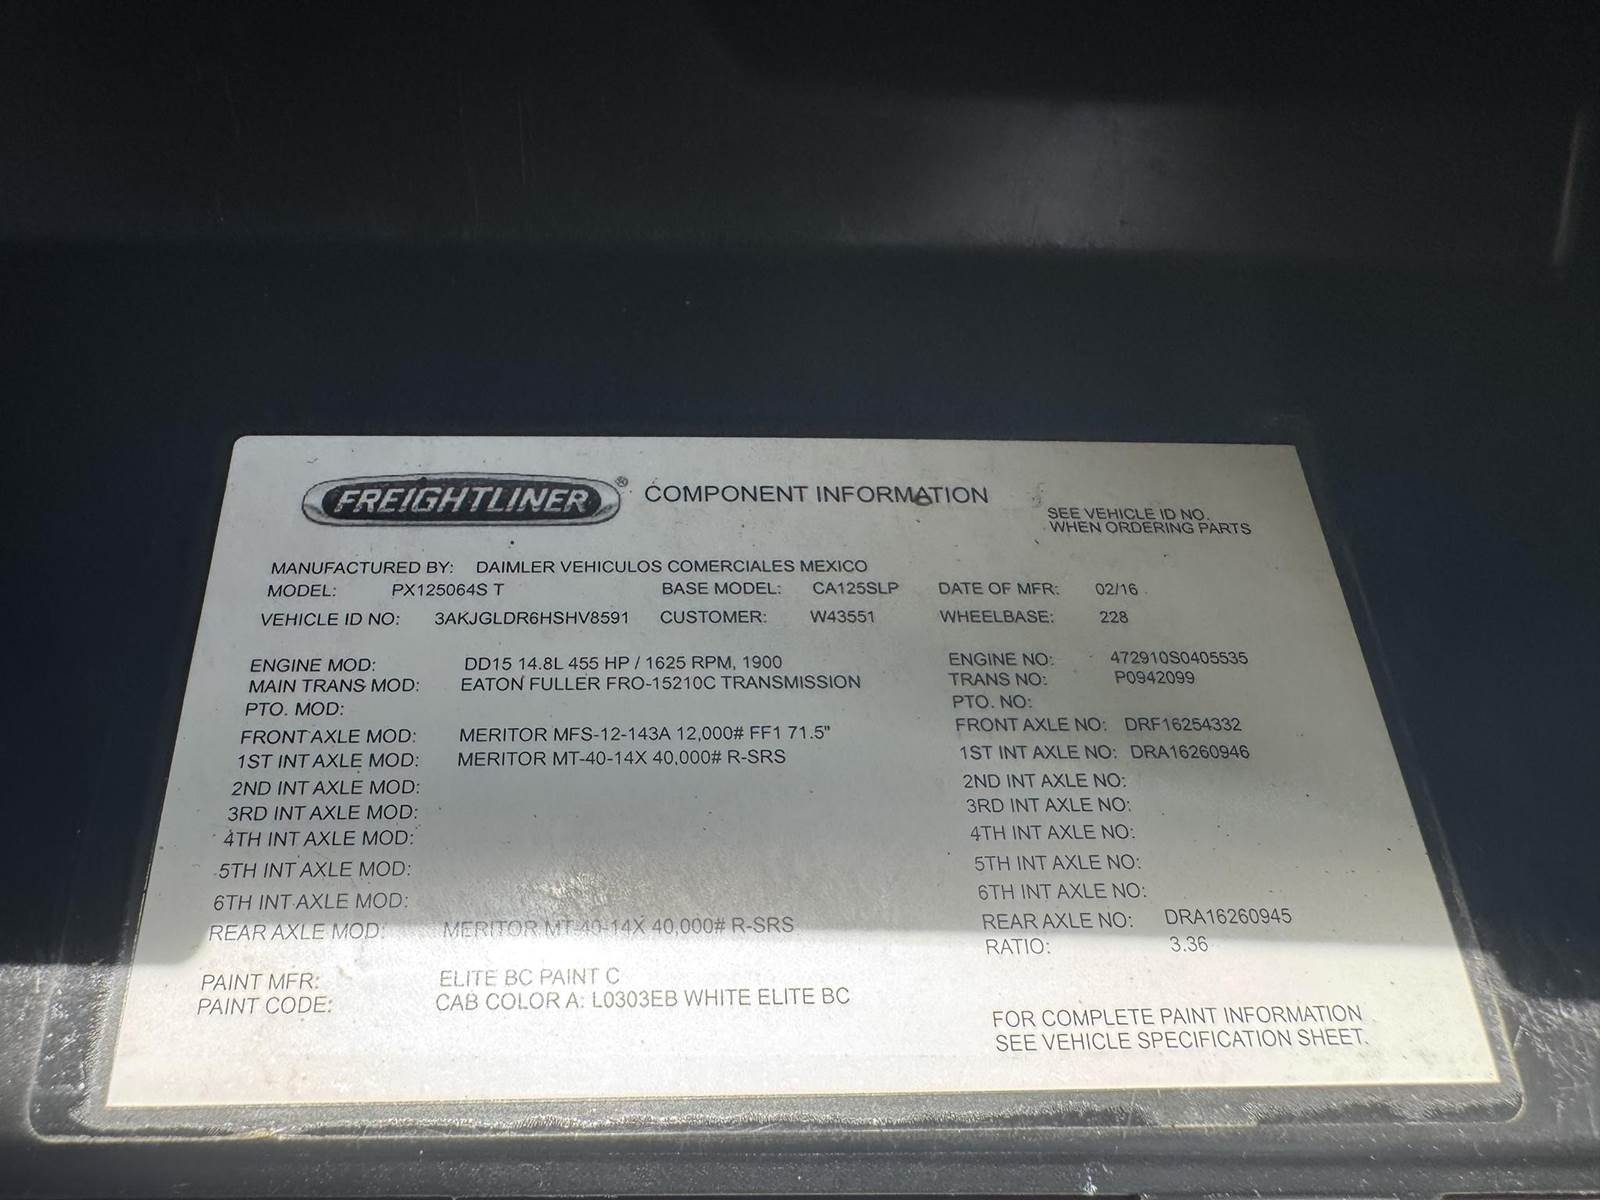 FREIGHTLINER® COMPONENT INFORMATION
SEE VEHICLE ID NO.
WHEN ORDERING PARTS
MANUFACTURED BY: DAIMLER VEHICULOS COMERCIALES MEXICO
MODEL: PX125064S T BASE MODEL: CA125SLP DATE OF MFR: 02/16
VEHICLE ID NO: 3AKJGLDR6HSHV8591 CUSTOMER: W43551 WHEELBASE: 228
ENGINE MOD: DD15 14.8L 455 HP / 1625 RPM, 1900 ENGINE NO: 472910S0405535
MAIN TRANS MOD: EATON FULLER FRO-15210C TRANSMISSION TRANS NO: P0942099
PTO. MOD: PTO. NO:
FRONT AXLE MOD: MERITOR MFS-12-143A 12,000# FF1 71.5" FRONT AXLE NO: DRF16254332
1ST INT AXLE MOD: MERITOR MT-40-14X 40,000# R-SRS 1ST INT AXLE NO: DRA16260946
2ND INT AXLE MOD: 2ND INT AXLE NO:
3RD INT AXLE MOD: 3RD INT AXLE NO:
4TH INT AXLE MOD: 4TH INT AXLE NO:
5TH INT AXLE MOD: 5TH INT AXLE NO:
6TH INT AXLE MOD: 6TH INT AXLE NO:
REAR AXLE MOD: MERITOR MT-40-14X 40,000# R-SRS REAR AXLE NO: DRA16260945
RATIO: 3.36
PAINT MFR: ELITE BC PAINT C
PAINT CODE: CAB COLOR A: L0303EB WHITE ELITE BC
FOR COMPLETE PAINT INFORMATION
SEE VEHICLE SPECIFICATION SHEET.